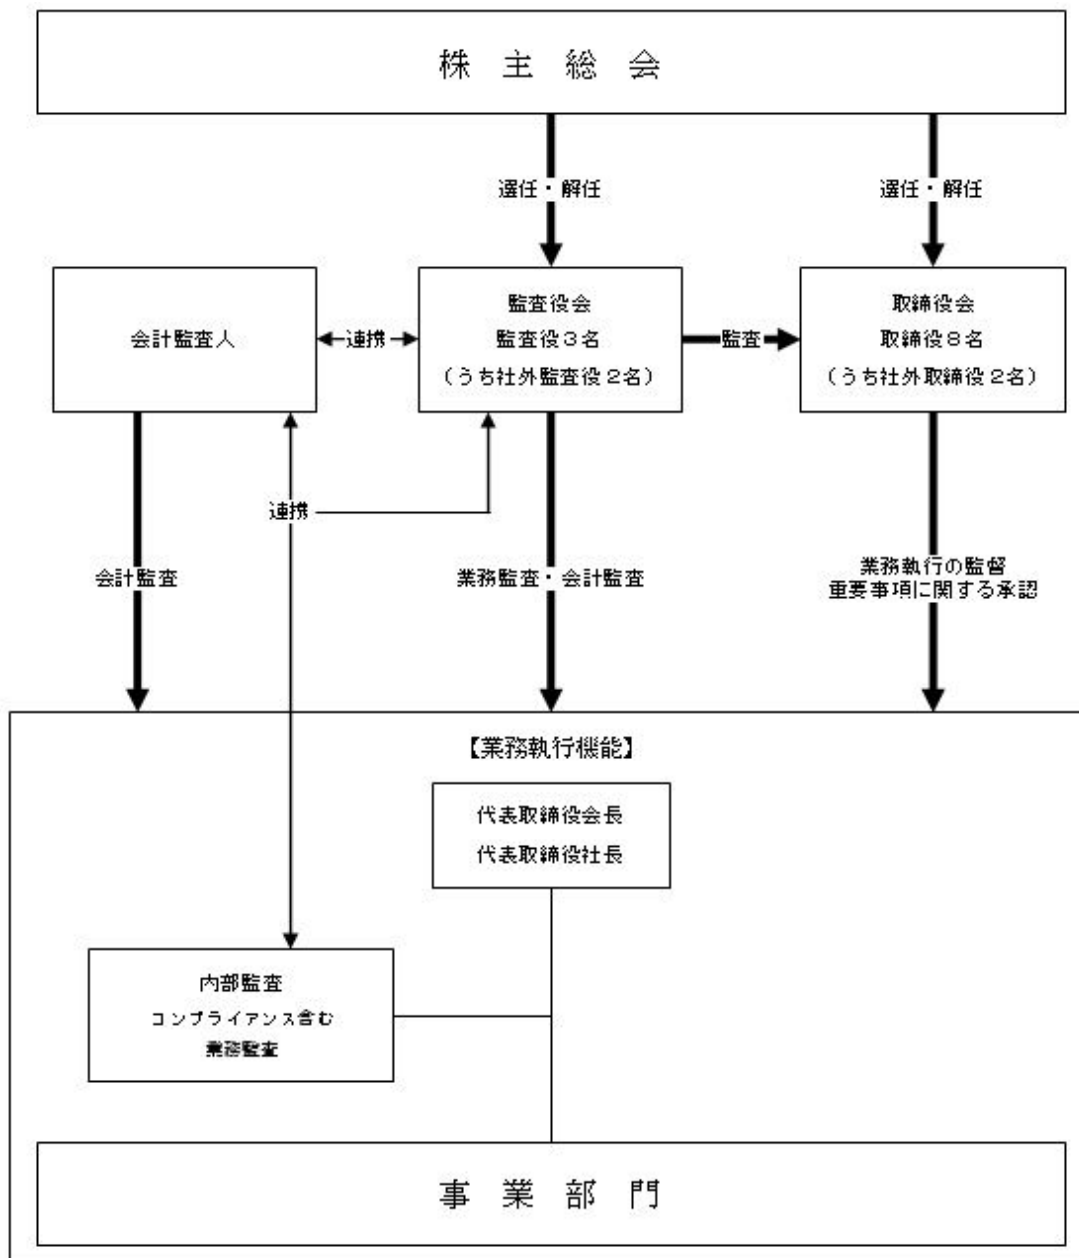 株主総会
選任・解任
選任・解任
会計監査人
連携
監査役会
監査役3名
(うち社外監査役2名)
監査
取締役会
取締役8名
(うち社外取締役2名)
連携
会計監査
業務監査・会計監査
業務執行の監督
重要事項に関する承認
【業務執行機能】
代表取締役会長
代表取締役社長
内部監査
コンプライアンス含む
業務監査
事業部門